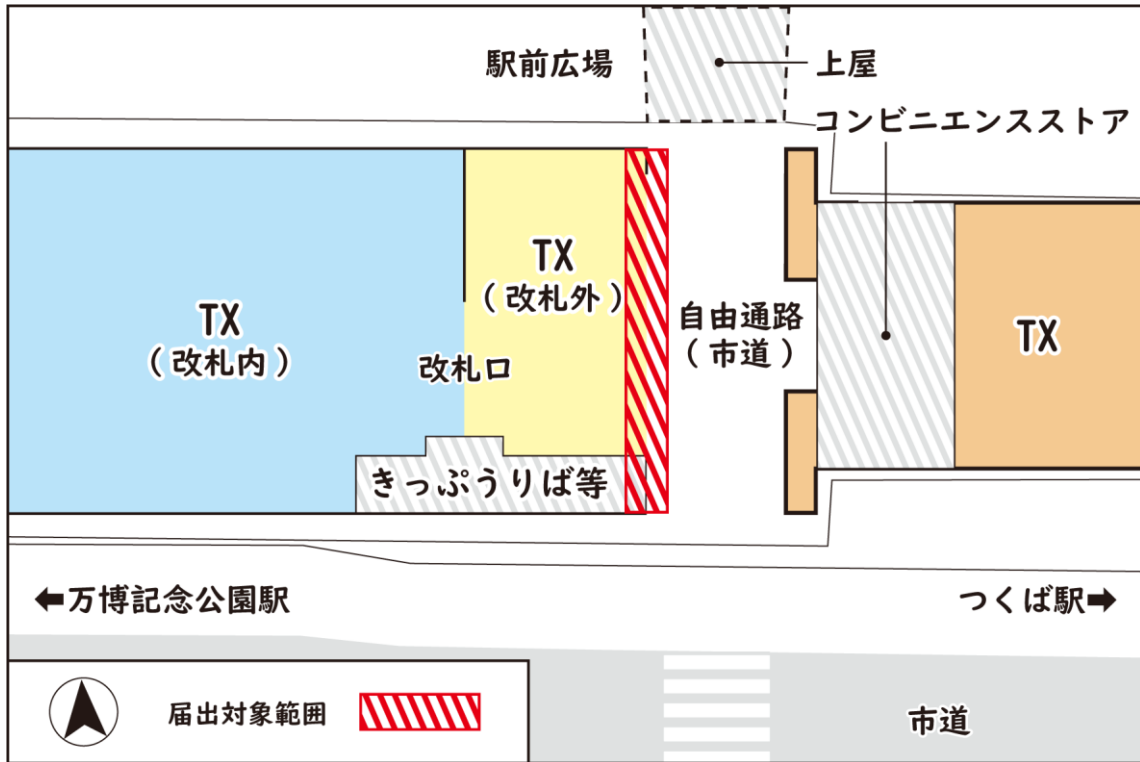 駅前広場
上屋
コンビニエンスストア
TX
(改札外)
TX
(改札内)
改札口
自由通路
(市道)
TX
きっぷうりば等
←万博記念公園駅
つくば駅→
届出対象範囲
市道